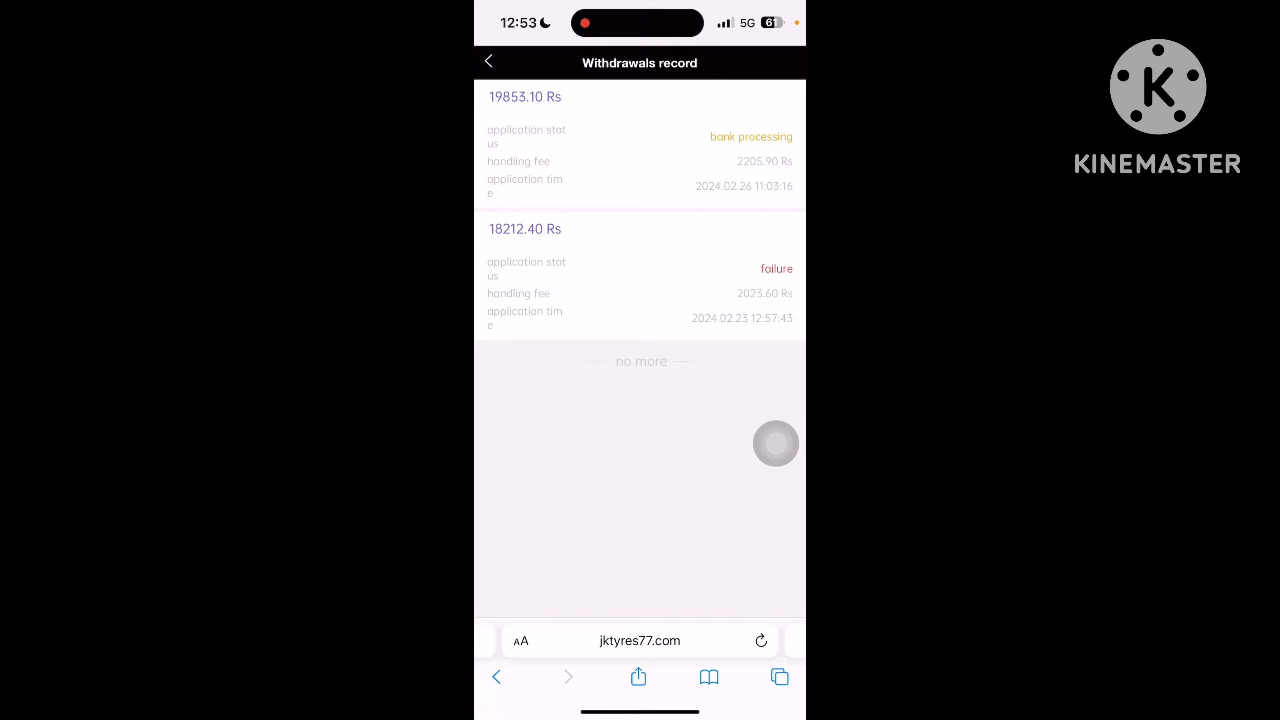 12:53
5G
61
Withdrawals record
19853.10 Rs
application stat
us
bank processing
handling fee
2205.90 Rs
application tim
e
2024.02.26 11:03:16
18212.40 Rs
application stat
us
failure
handling fee
2023.60 Rs
application tim
e
2024.02.23 12:57:43
no more
AA
jktyres77.com
K
KINEMASTER